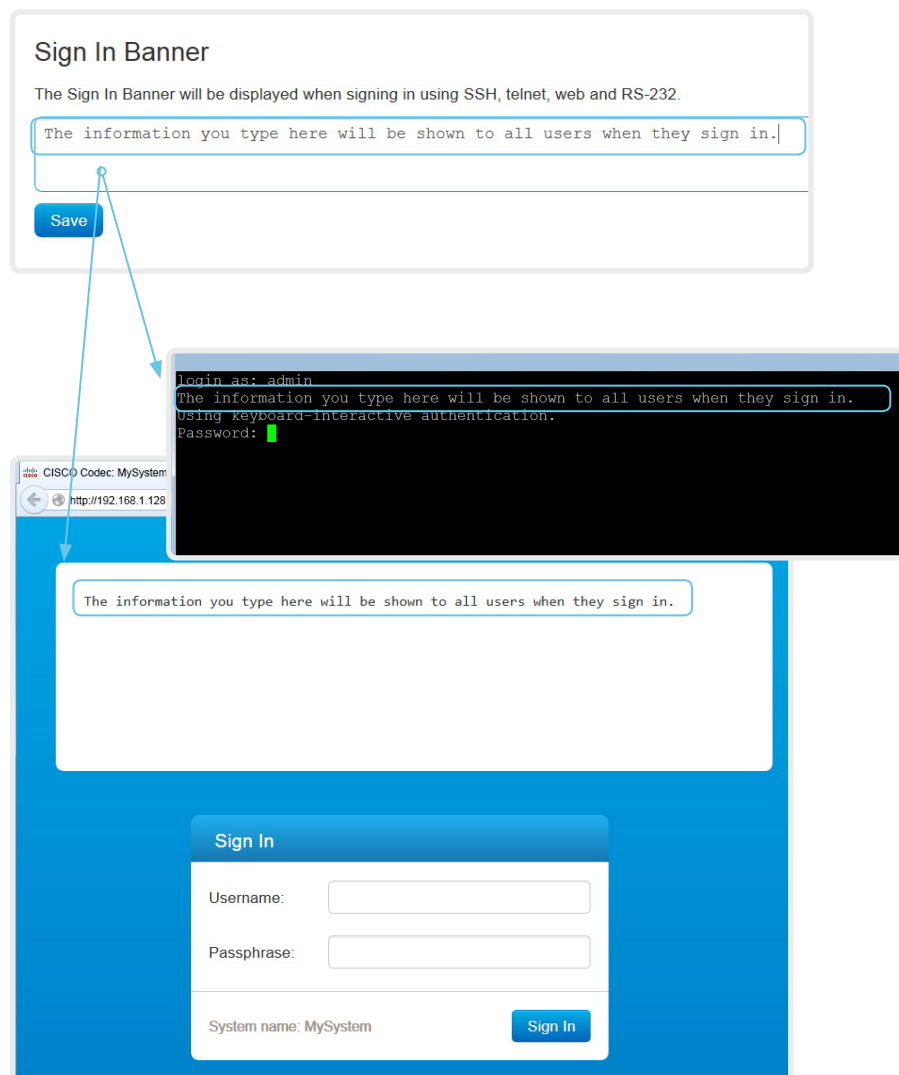 Sign In Banner
The Sign In Banner will be displayed when signing in using SSH, telnet, web and RS-232.
The information you type here will be shown to all users when they sign in.
Save
login as: admin
The information you type here will be shown to all users when they sign in.
Using keyboard-interactive authentication.
Password:
CISCO Codec: MySystem
http://192.168.1.128
The information you type here will be shown to all users when they sign in.
Sign In
Username:
Passphrase:
System name: MySystem
Sign In